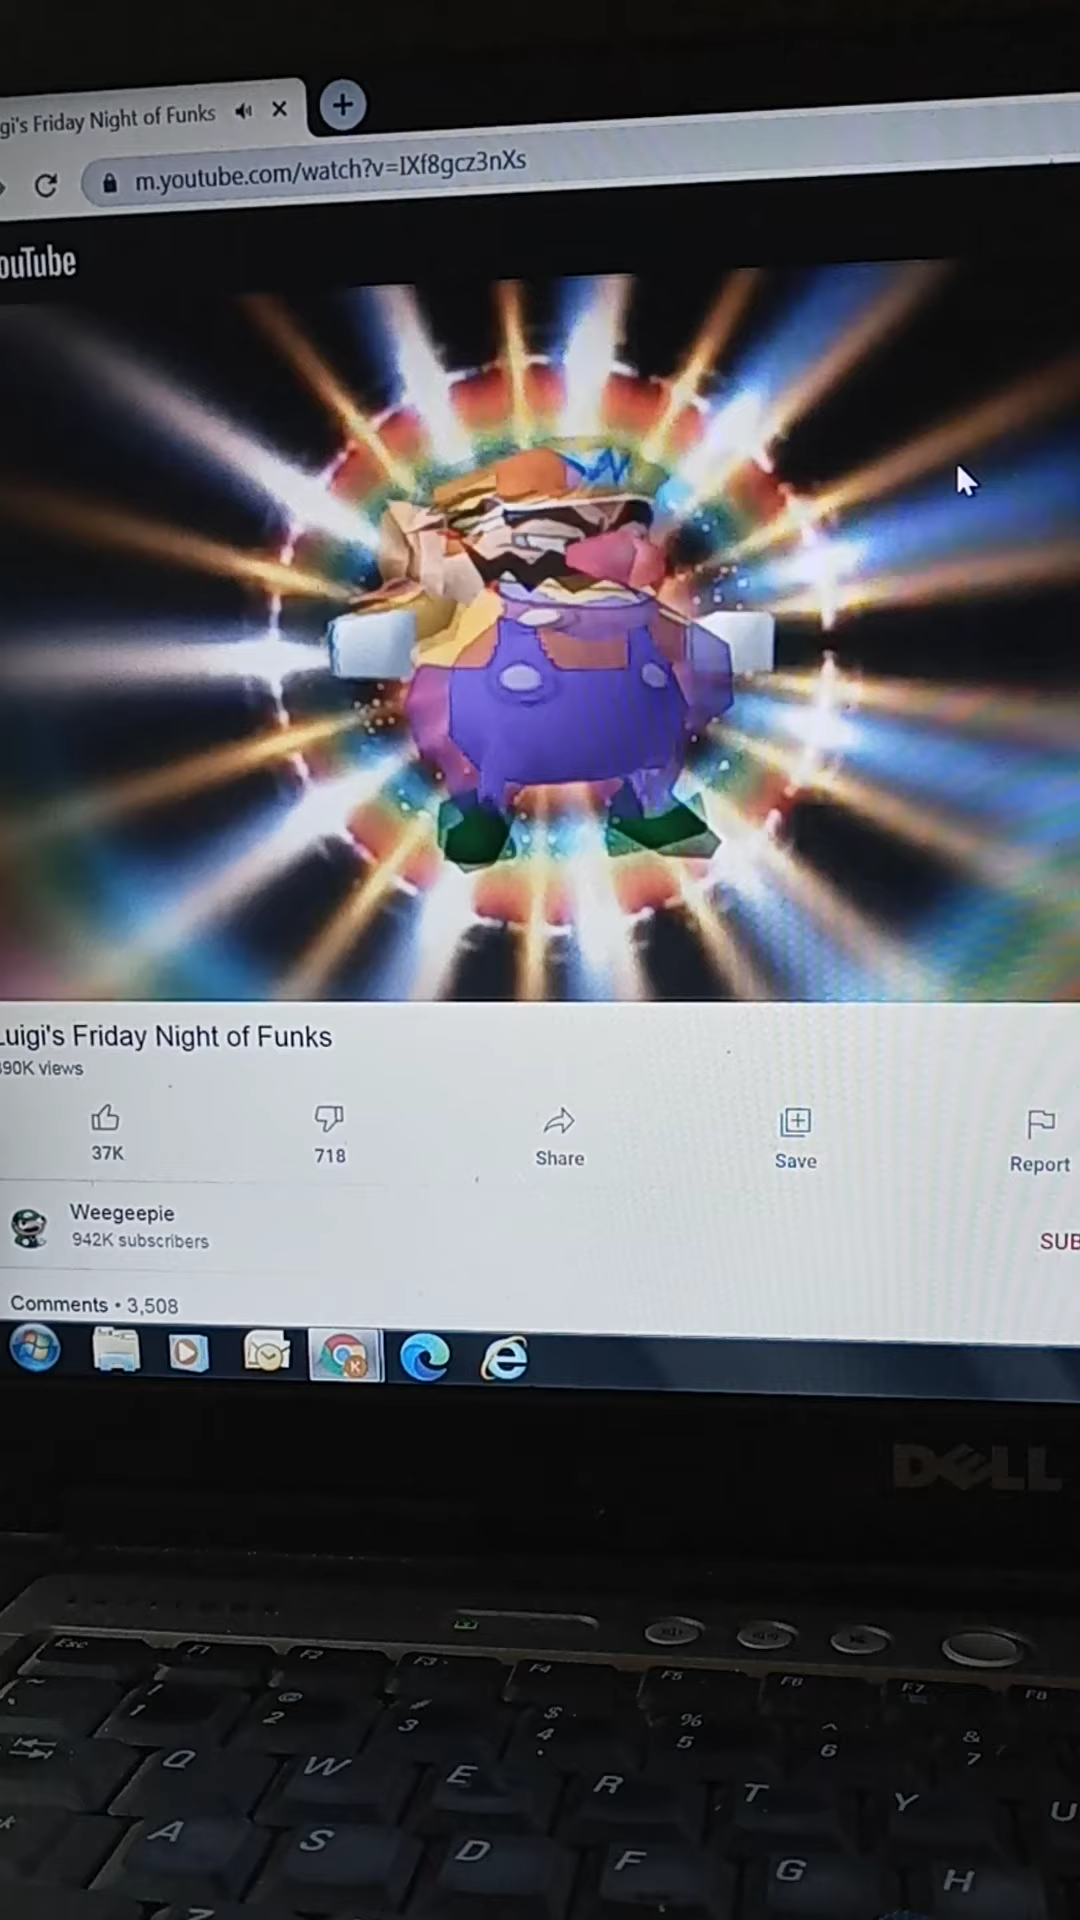 gi's Friday Night of Funks
m.youtube.com/watch?v=IXf8gcz3nXs
ouTube
Luigi's Friday Night of Funks
90K views
37K
718
Share
Save
Report
Weegeepie
942K subscribers
SUB
Comments • 3,508
K
DELL
Esc F1 F2 F3 F4 F5 F6 F7 F8
~ ! 1 @ 2 # 3 $ 4 % 5 ^ 6 & 7
Q W E R T Y U
A S D F G H
Z